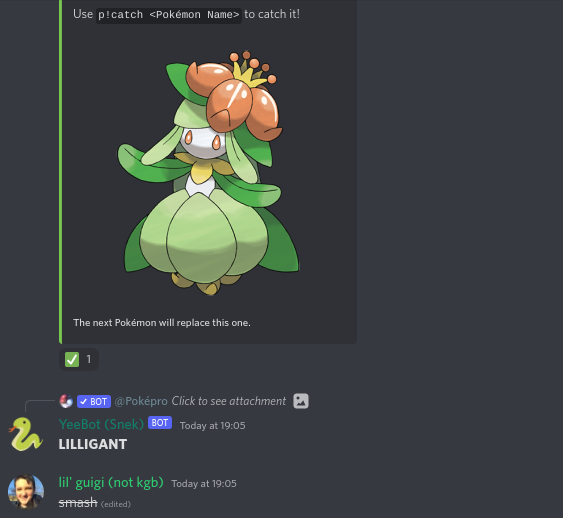 Use p!catch <Pokémon Name> to catch it!
The next Pokémon will replace this one.
1
BOT @Poképro Click to see attachment
YeeBot (Snek) BOT Today at 19:05
LILLIGANT
lil' guigi (not kgb) Today at 19:05
smash (edited)